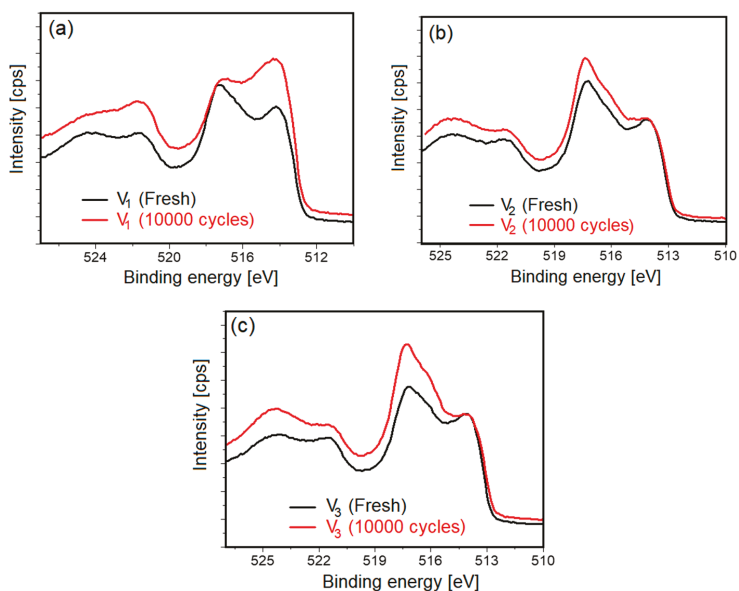 (a)
Intensity [cps]
V1 (Fresh)
V1 (10000 cycles)
524 520 516 512
Binding energy [eV]
(b)
Intensity [cps]
V2 (Fresh)
V2 (10000 cycles)
525 522 519 516 513 510
Binding energy [eV]
(c)
Intensity [cps]
V3 (Fresh)
V3 (10000 cycles)
525 522 519 516 513 510
Binding energy [eV]